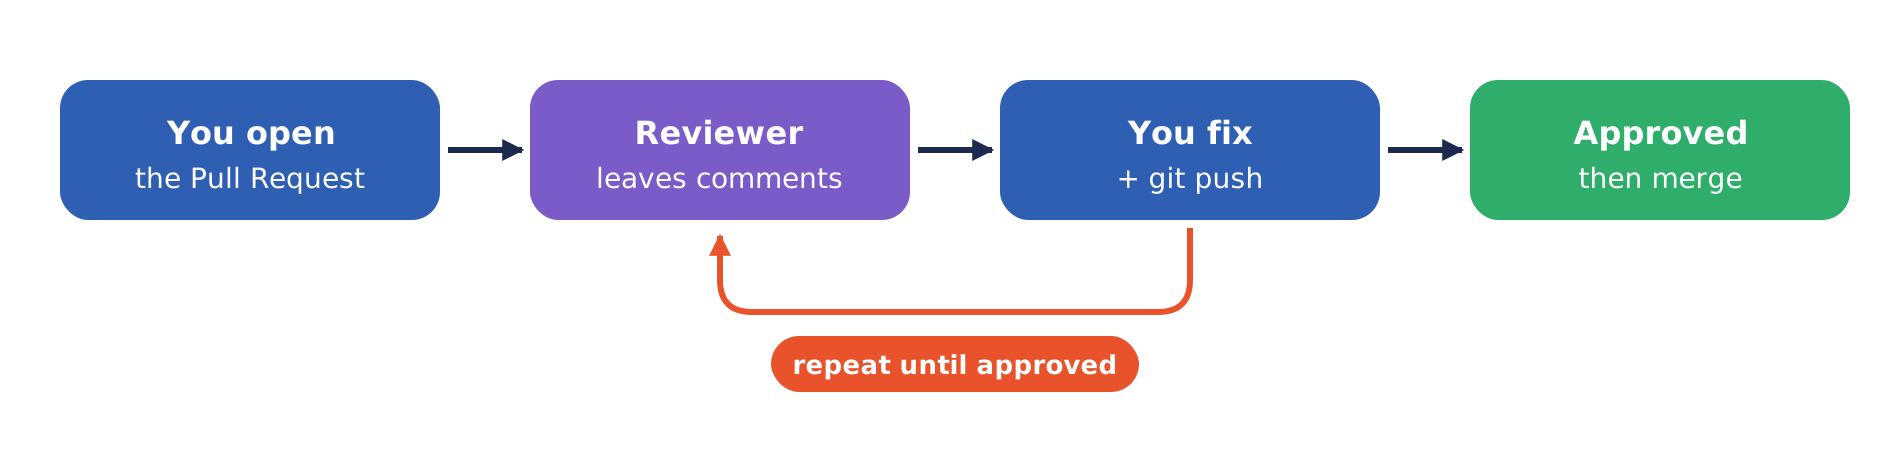 You open
the Pull Request
Reviewer
leaves comments
You fix
+ git push
Approved
then merge
repeat until approved